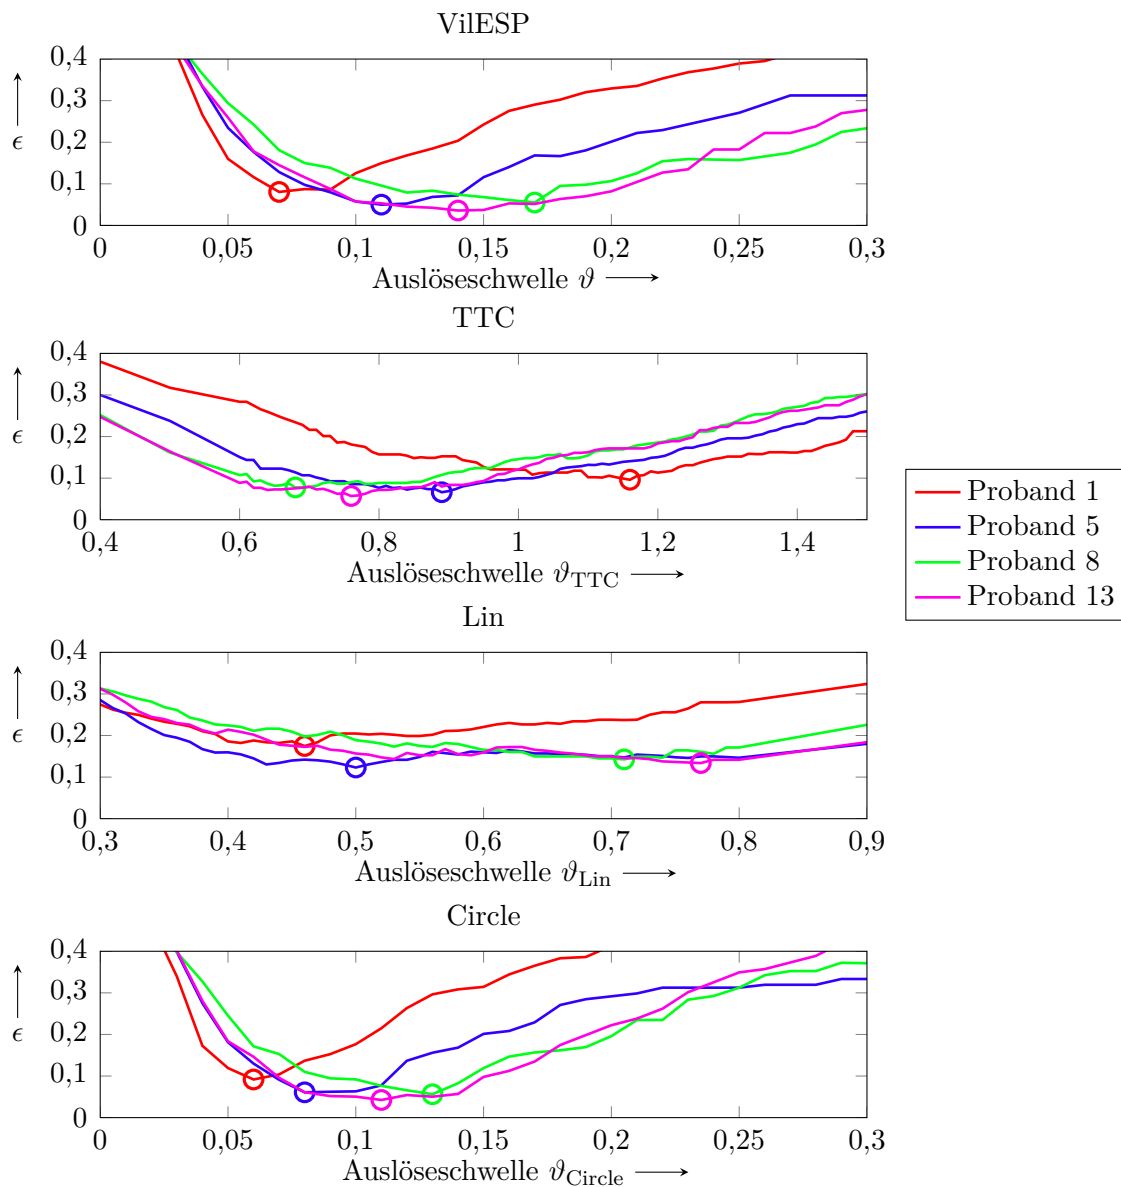 VilESP
0,4
0,3
0,2
0,1
0
ϵ
0 0,05 0,1 0,15 0,2 0,25 0,3
Auslöseschwelle ϑ
TTC
0,4
0,3
0,2
0,1
0
ϵ
0,4 0,6 0,8 1 1,2 1,4
Auslöseschwelle ϑTTC
Proband 1
Proband 5
Proband 8
Proband 13
Lin
0,4
0,3
0,2
0,1
0
ϵ
0,3 0,4 0,5 0,6 0,7 0,8 0,9
Auslöseschwelle ϑLin
Circle
0,4
0,3
0,2
0,1
0
ϵ
0 0,05 0,1 0,15 0,2 0,25 0,3
Auslöseschwelle ϑCircle